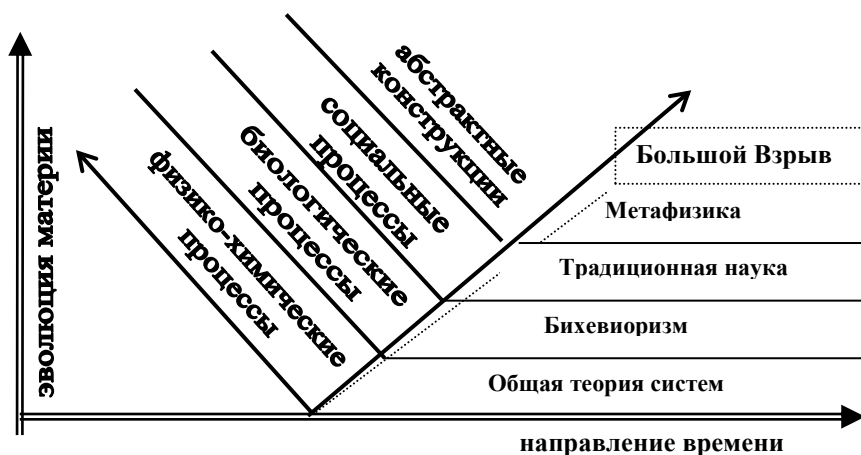 эволюция материи
физико-химические
процессы
биологические
процессы
социальные
процессы
абстрактные
конструкции
Большой Взрыв
Метафизика
Традиционная наука
Бихевиоризм
Общая теория систем
направление времени